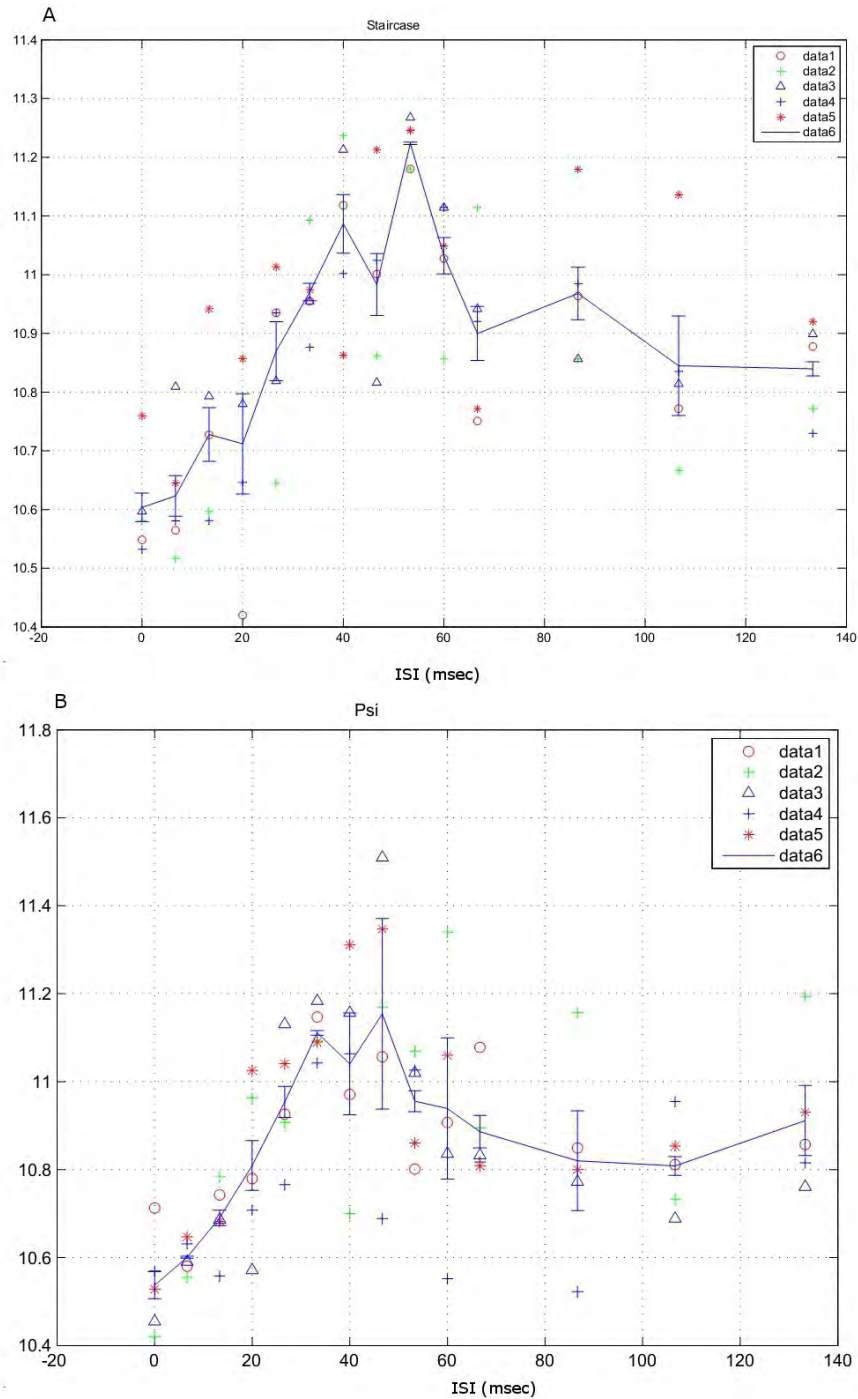 A
Staircase
11.4
11.3
11.2
11.1
11
10.9
10.8
10.7
10.6
10.5
10.4
data1
data2
data3
data4
data5
data6
-20 0 20 40 60 80 100 120 140
ISI (msec)
B
Psi
11.8
11.6
11.4
11.2
11
10.8
10.6
10.4
data1
data2
data3
data4
data5
data6
-20 0 20 40 60 80 100 120 140
ISI (msec)